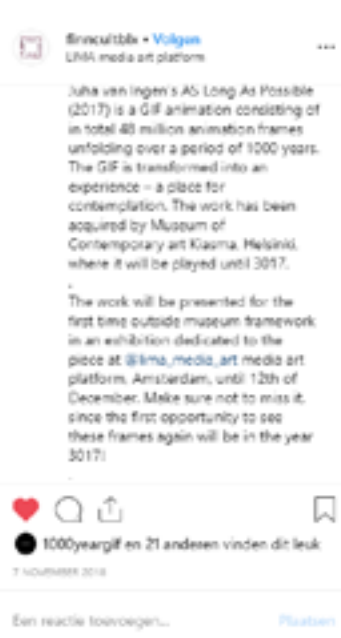 finncultblx • Volgen
LIMA media art platform
Juha van Ingen's AS Long As Possible
(2017) is a GIF animation consisting of
in total 48 million animation frames
unfolding over a period of 1000 years.
The GIF is transformed into an
experience – a place for
contemplation. The work has been
acquired by Museum of
Contemporary art Kiasma, Helsinki,
where it will be played until 3017.
.
The work will be presented for the
first time outside museum framework
in an exhibition dedicated to the
piece at @lima_media_art media art
platform, Amsterdam, until 12th of
December. Make sure not to miss it,
since the first opportunity to see
these frames again will be in the year
3017!
.
1000yeargif en 21 anderen vinden dit leuk
7 NOVEMBER 2018
Een reactie toevoegen...
Plaatsen